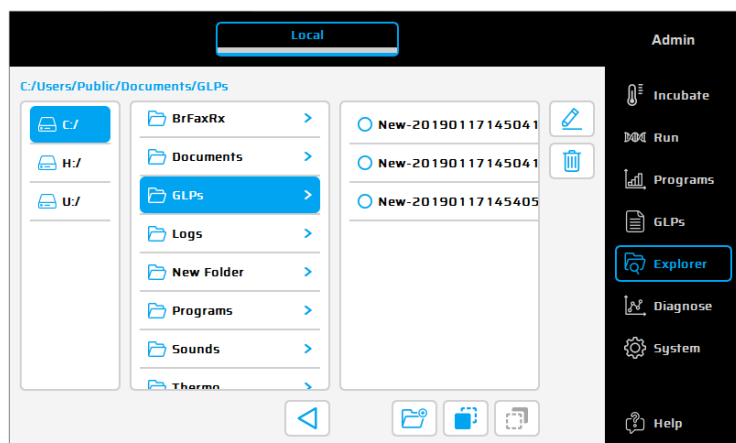 Local
Admin
C:/Users/Public/Documents/GLPs
C:/
H:/
U:/
BrFaxRx
Documents
GLPs
Logs
New Folder
Programs
Sounds
Thermo
New-20190117145041
New-20190117145041
New-20190117145405
Incubate
Run
Programs
GLPs
Explorer
Diagnose
System
Help